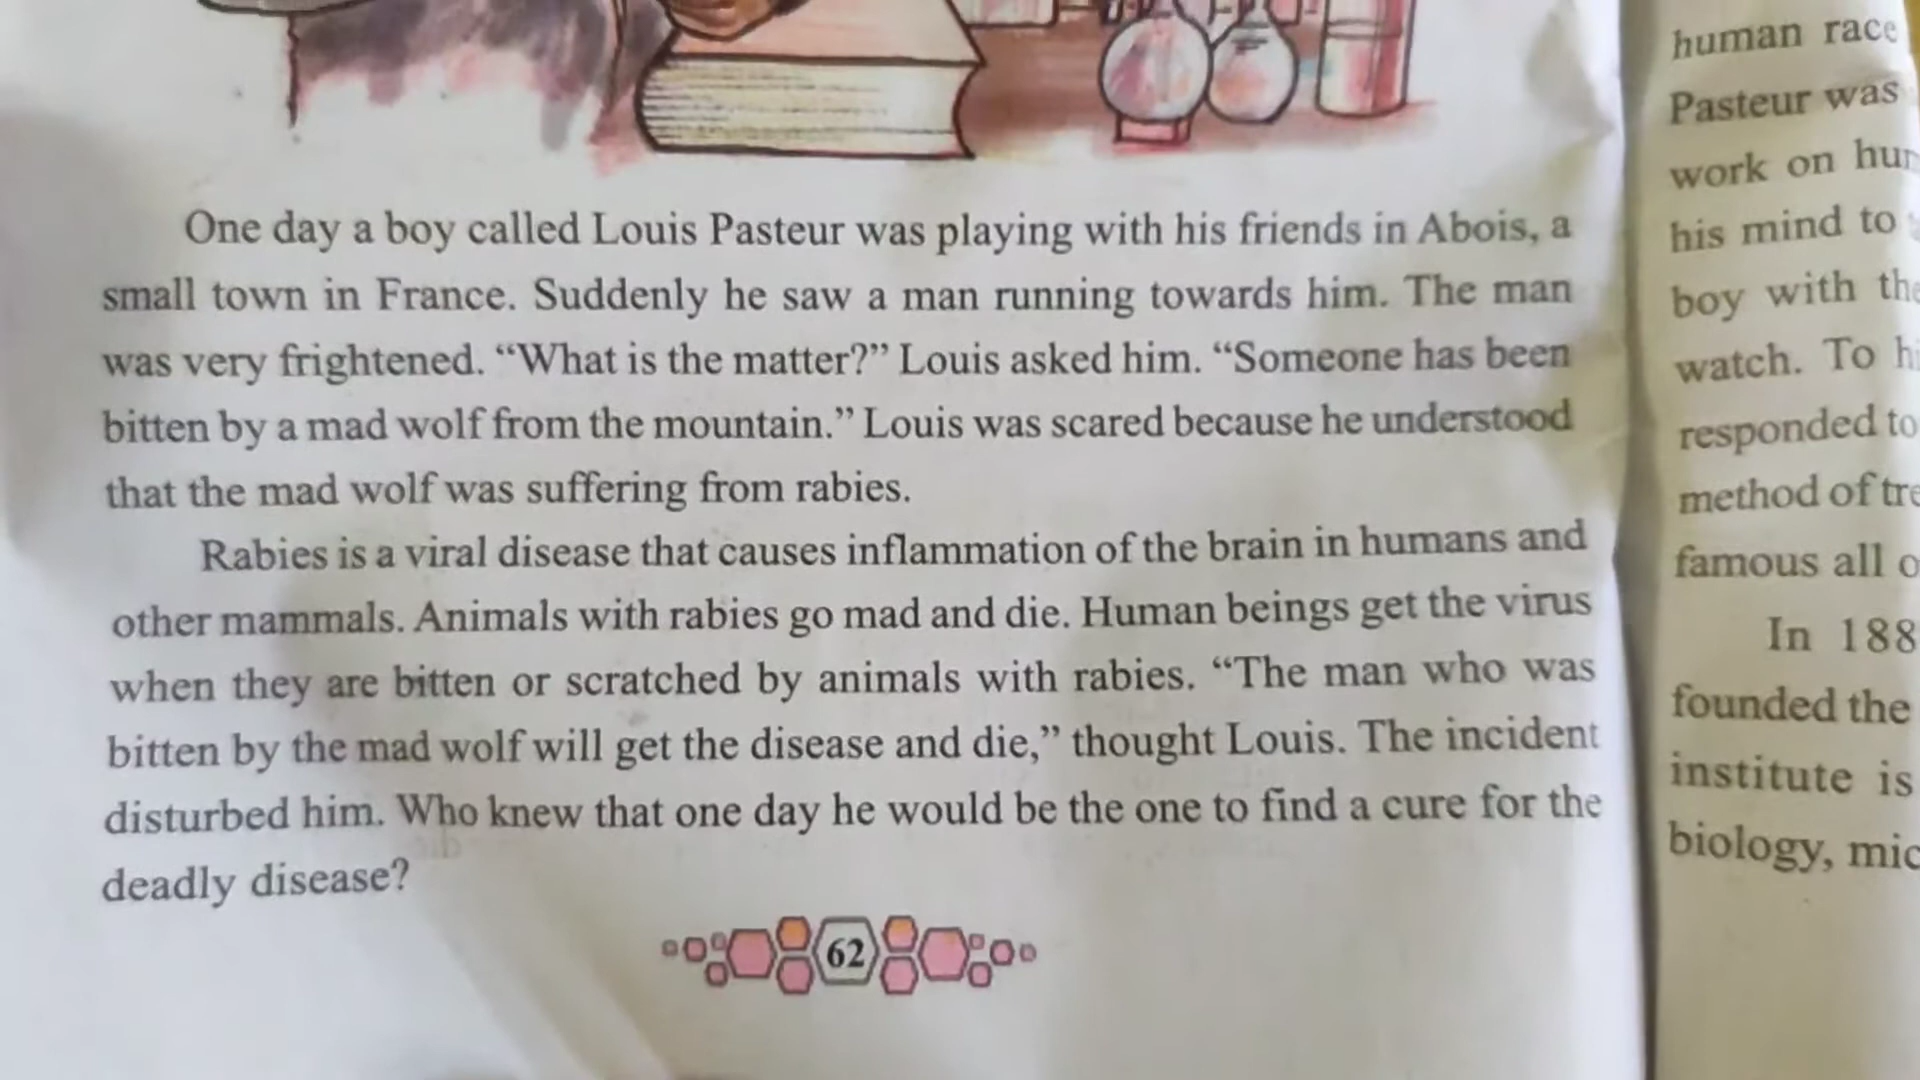 One day a boy called Louis Pasteur was playing with his friends in Abois, a
small town in France. Suddenly he saw a man running towards him. The man
was very frightened. “What is the matter?” Louis asked him. “Someone has been
bitten by a mad wolf from the mountain.” Louis was scared because he understood
that the mad wolf was suffering from rabies.
Rabies is a viral disease that causes inflammation of the brain in humans and
other mammals. Animals with rabies go mad and die. Human beings get the virus
when they are bitten or scratched by animals with rabies. “The man who was
bitten by the mad wolf will get the disease and die,” thought Louis. The incident
disturbed him. Who knew that one day he would be the one to find a cure for the
deadly disease?
62
human race
Pasteur was
work on
his mind to
boy with
watch. To
responded to
method of
famous all
In
founded the
institute is
biology,